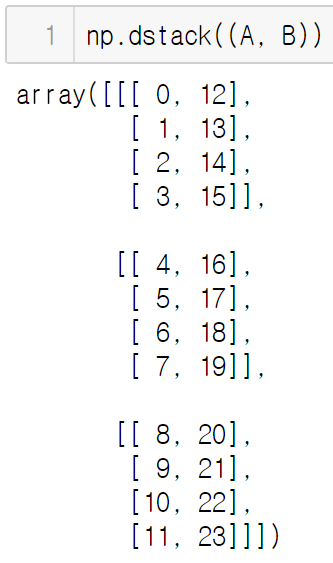 1 np.dstack((A, B))
array([[[ 0, 12],
[ 1, 13],
[ 2, 14],
[ 3, 15]],
[[ 4, 16],
[ 5, 17],
[ 6, 18],
[ 7, 19]],
[[ 8, 20],
[ 9, 21],
[10, 22],
[11, 23]]])